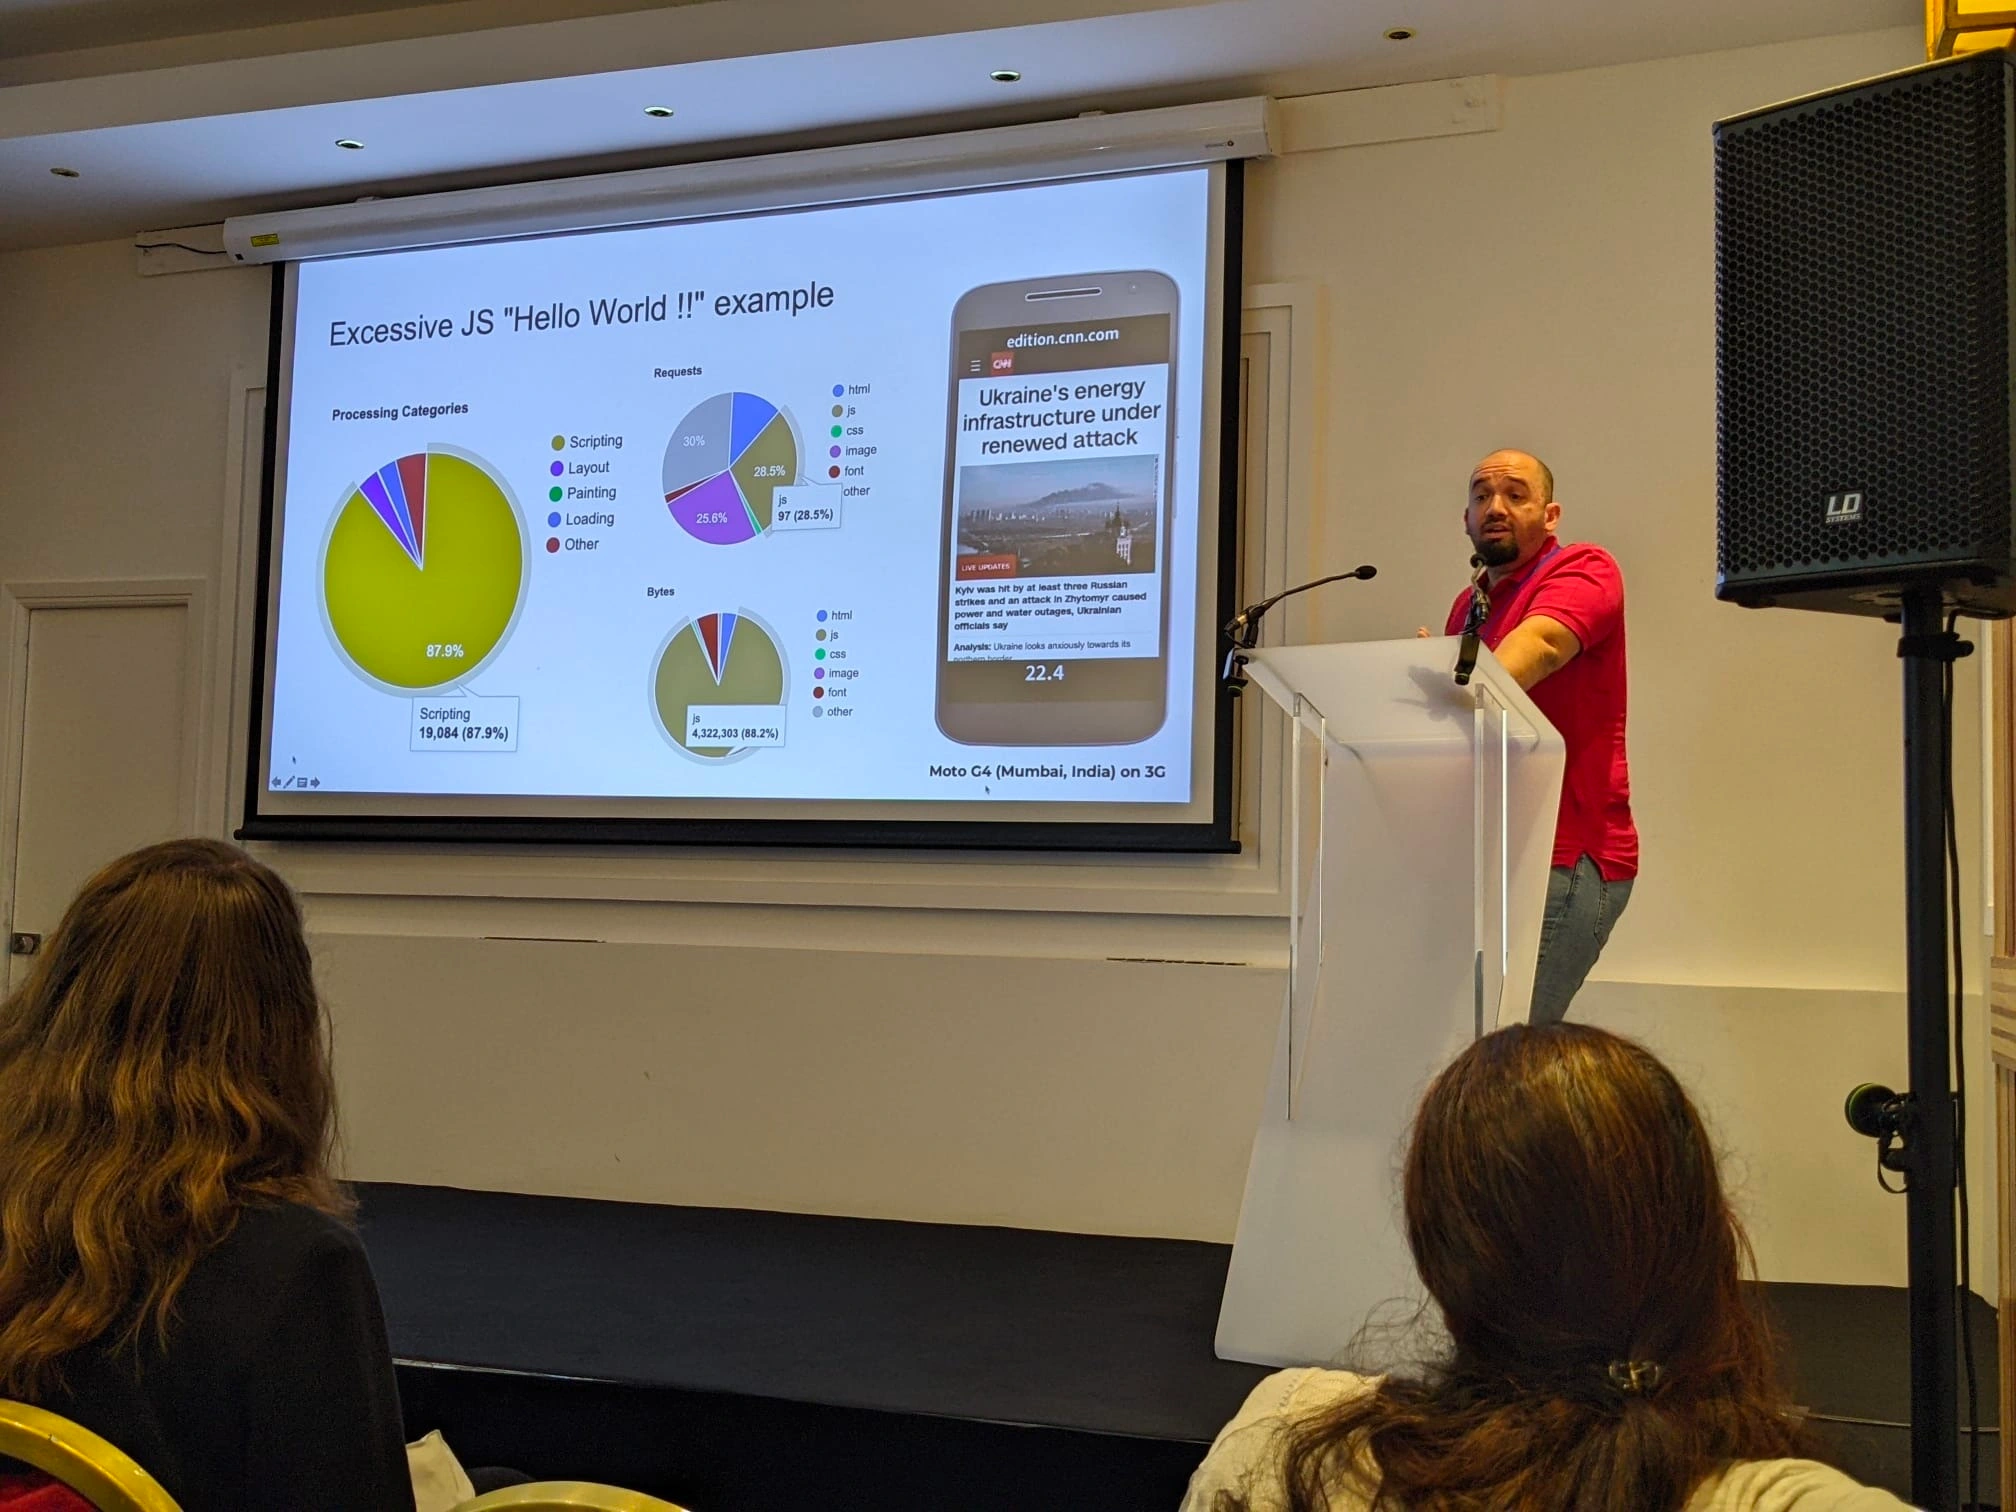 Excessive JS "Hello World !!" example
Processing Categories
Scripting
Layout
Painting
Loading
Other
87.9%
Scripting
19,084 (87.9%)
Requests
30%
28.5%
25.6%
js
97 (28.5%)
html
js
css
image
font
other
Bytes
js
4,322,303 (88.2%)
html
js
css
image
font
other
edition.cnn.com
CNN
Ukraine's energy
infrastructure under
renewed attack
LIVE UPDATES
Kyiv was hit by at least three Russian
strikes and an attack in Zhytomyr caused
power and water outages, Ukrainian
officials say
Analysis: Ukraine looks anxiously towards its
northern border
22.4
Moto G4 (Mumbai, India) on 3G
LD
SYSTEMS